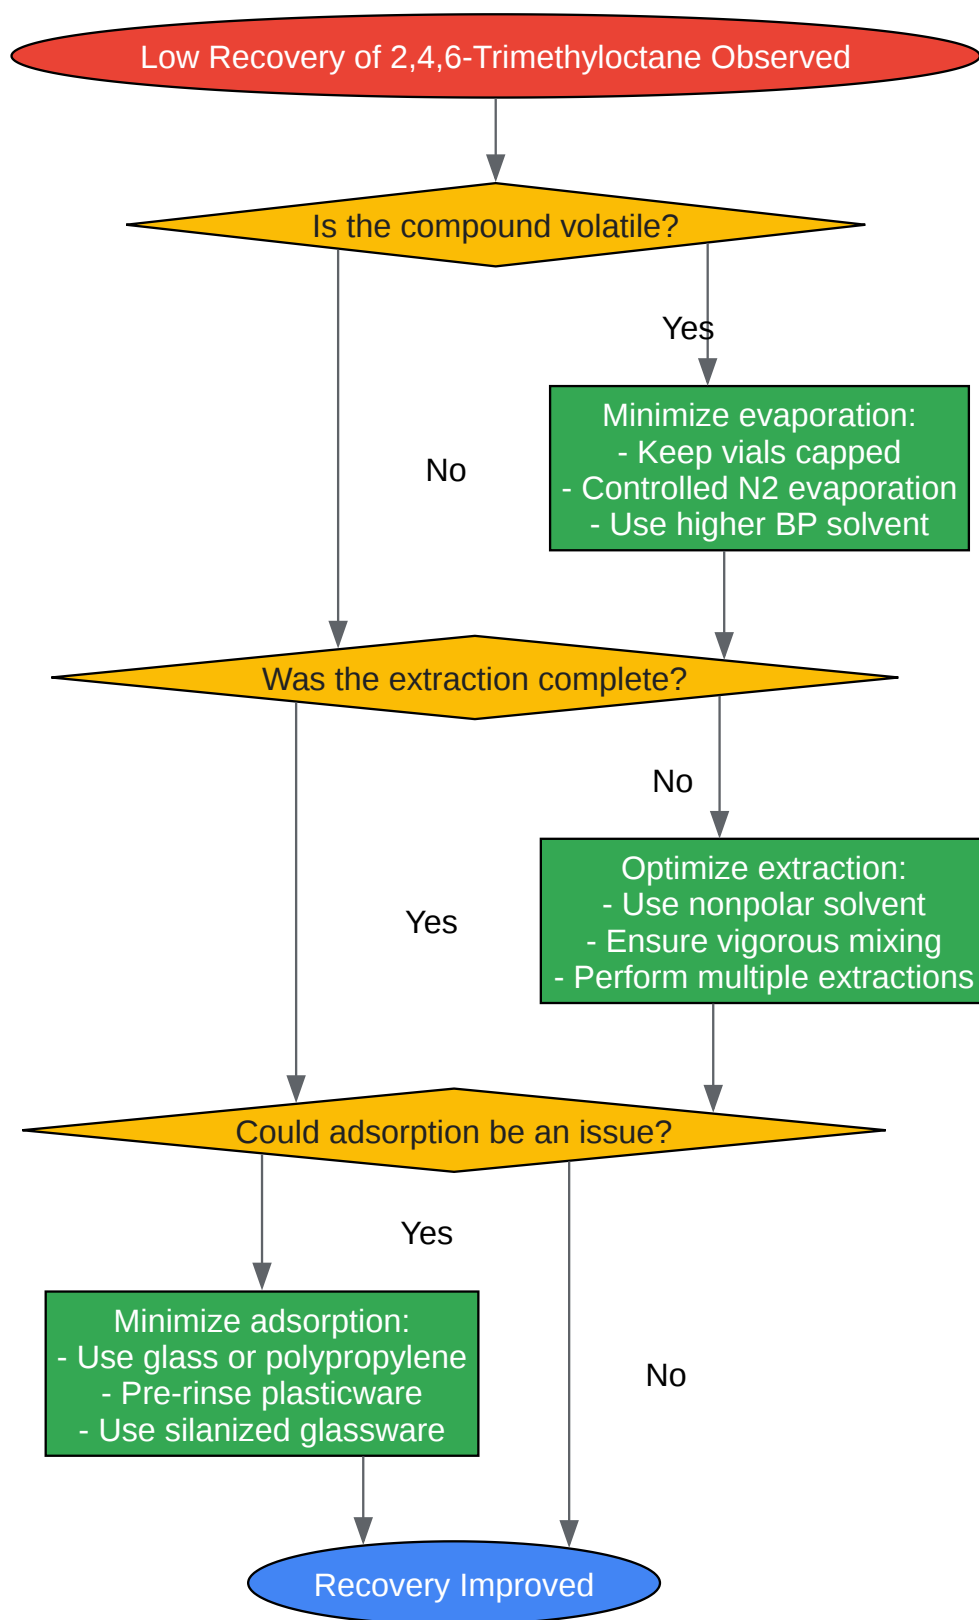 Low Recovery of 2,4,6-Trimethyloctane Observed
Is the compound volatile?
Yes
Minimize evaporation:
- Keep vials capped
- Controlled N2 evaporation
- Use higher BP solvent
No
Was the extraction complete?
No
Optimize extraction:
- Use nonpolar solvent
- Ensure vigorous mixing
- Perform multiple extractions
Yes
Could adsorption be an issue?
Yes
Minimize adsorption:
- Use glass or polypropylene
- Pre-rinse plasticware
- Use silanized glassware
No
Recovery Improved